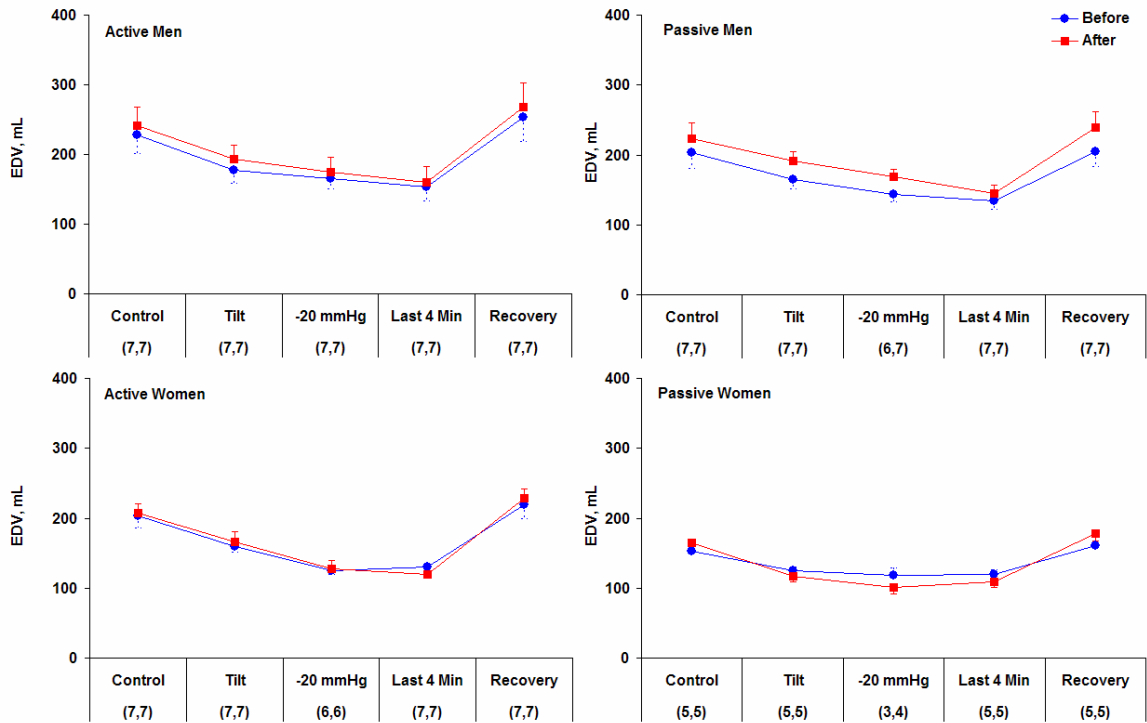 400
Active Men
300
EDV, mL
200
100
0
Control Tilt -20 mmHg Last 4 Min Recovery
(7,7) (7,7) (7,7) (7,7) (7,7)
400
Passive Men
Before
After
300
EDV, mL
200
100
0
Control Tilt -20 mmHg Last 4 Min Recovery
(7,7) (7,7) (6,7) (7,7) (7,7)
400
Active Women
300
EDV, mL
200
100
0
Control Tilt -20 mmHg Last 4 Min Recovery
(7,7) (7,7) (6,6) (7,7) (7,7)
400
Passive Women
300
EDV, mL
200
100
0
Control Tilt -20 mmHg Last 4 Min Recovery
(5,5) (5,5) (3,4) (5,5) (5,5)